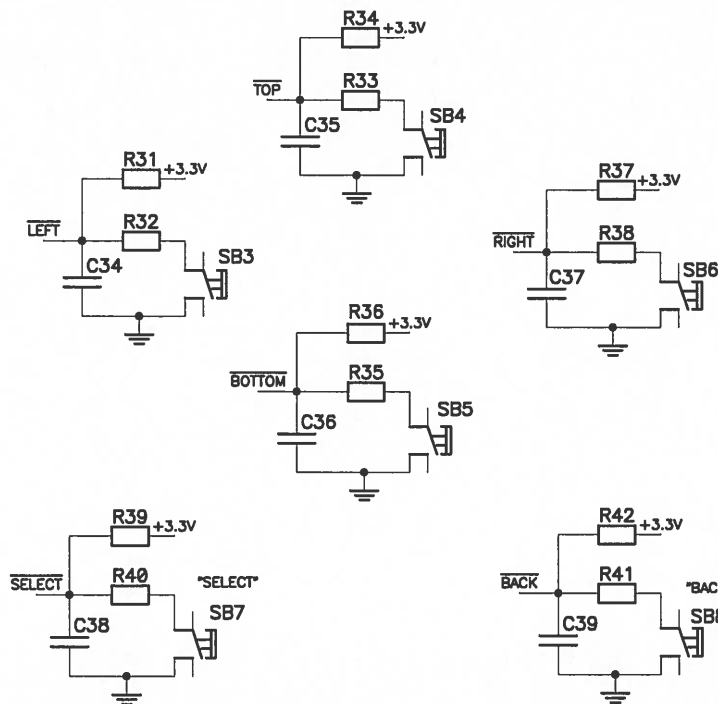 R34
+3.3V
R33
TOP
C35
SB4
R31
+3.3V
R32
LEFT
C34
SB3
R37
+3.3V
R38
RIGHT
C37
SB6
R36
+3.3V
R35
BOTTOM
C36
SB5
R39
+3.3V
R40
SELECT
"SELECT"
C38
SB7
R42
+3.3V
R41
BACK
"BAC
C39
SB8